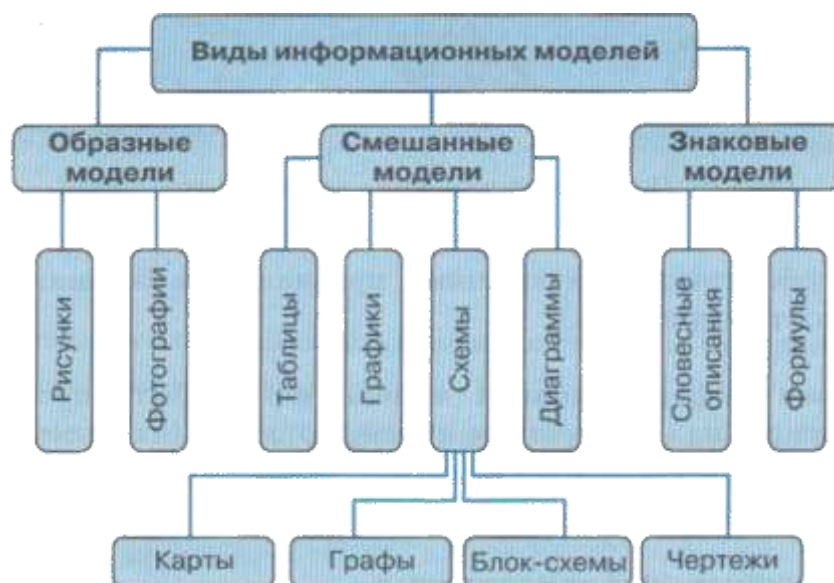 Виды информационных моделей
Образные
модели
Смешанные
модели
Знаковые
модели
Рисунки
Фотографии
Таблицы
Графики
Схемы
Диаграммы
Словесные
описания
Формулы
Карты
Графы
Блок-схемы
Чертежи